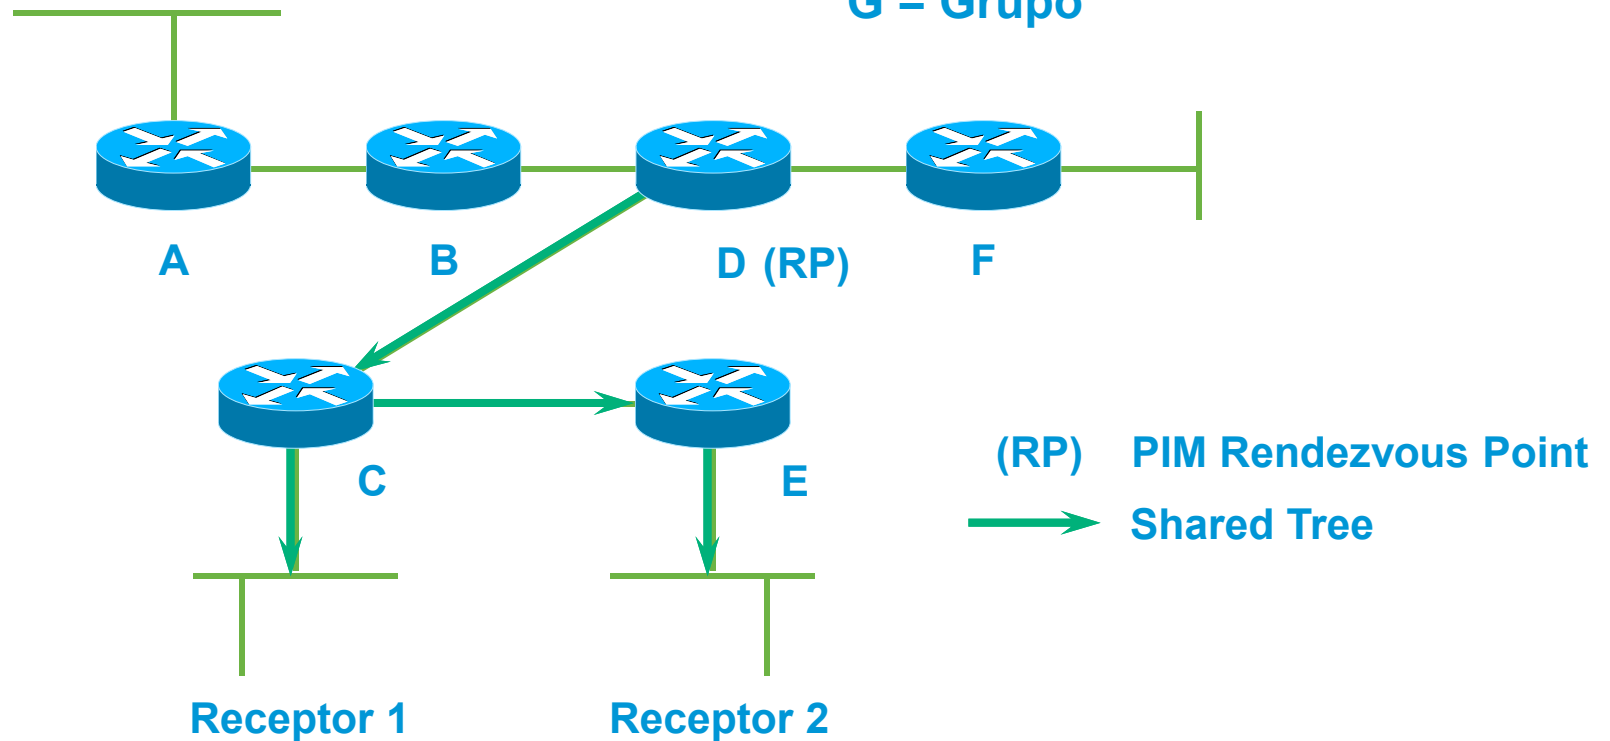 G = Grupo
A
B
D (RP)
F
C
E
(RP) PIM Rendezvous Point
Shared Tree
Receptor 1
Receptor 2